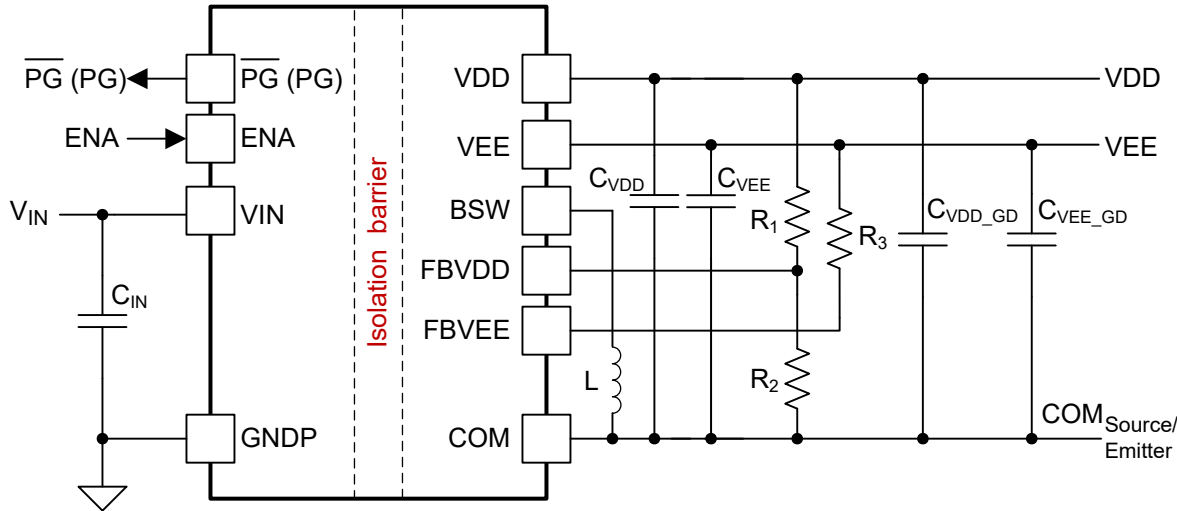 PG (PG)
PG (PG)
ENA
ENA
VIN
VIN
CIN
GNDP
Isolation barrier
VDD
VEE
BSW
FBVDD
FBVEE
COM
L
CVDD
CVEE
R1
R2
R3
CVDD_GD
CVEE_GD
VDD
VEE
COMSource/
Emitter